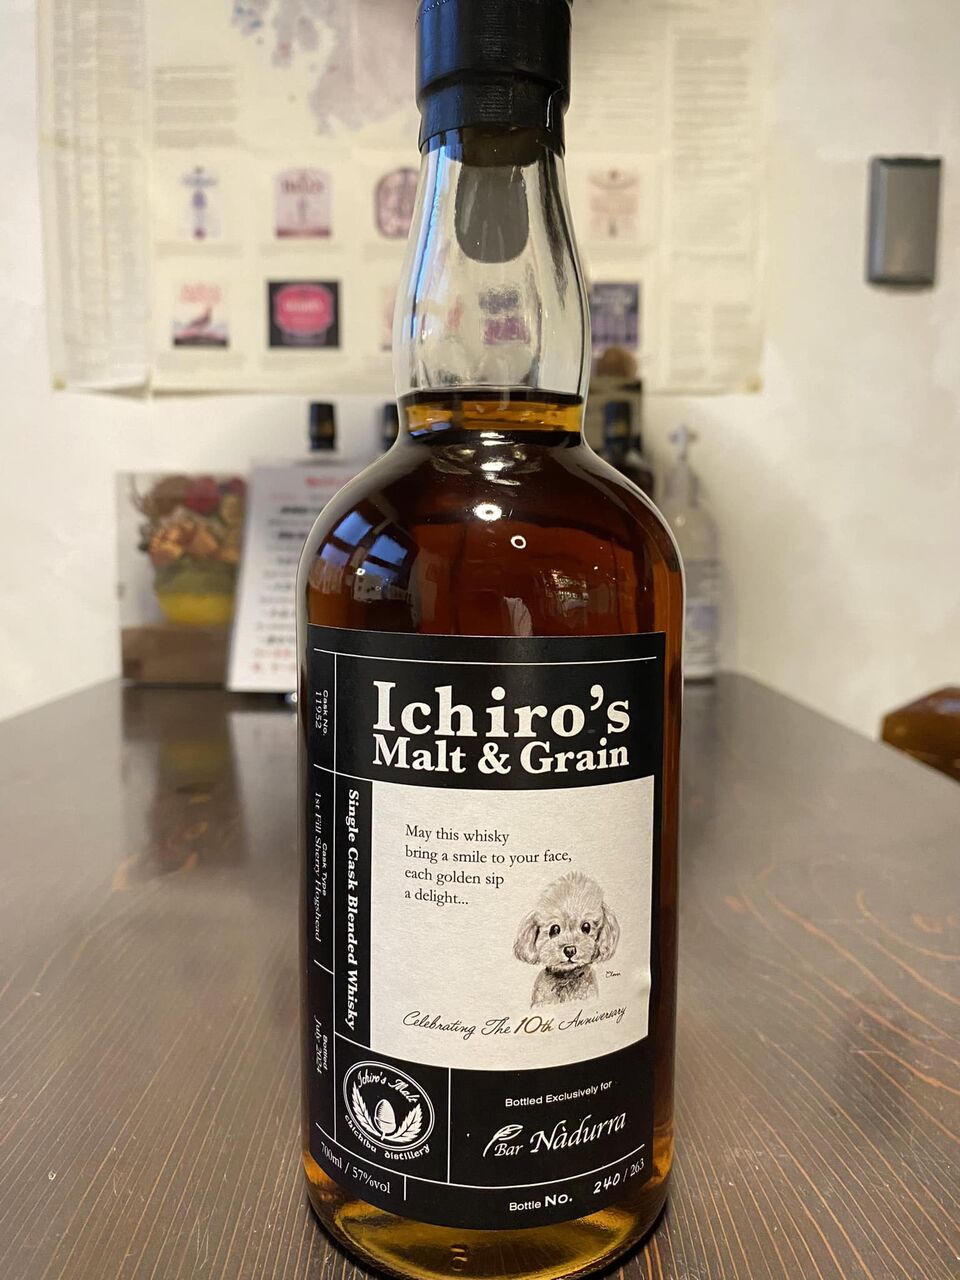 Ichiro's
Malt & Grain
Cask No.
11952
Cask Type
1st Fill Sherry Hogshead
Bottled
July 2024
Single Cask Blended Whisky
May this whisky
bring a smile to your face,
each golden sip
a delight...
Celebrating The 10th Anniversary
Ichiro's Malt
Chichibu distillery
Bottled Exclusively for
Bar Nàdurra
700ml / 57%vol
Bottle No. 240 / 263